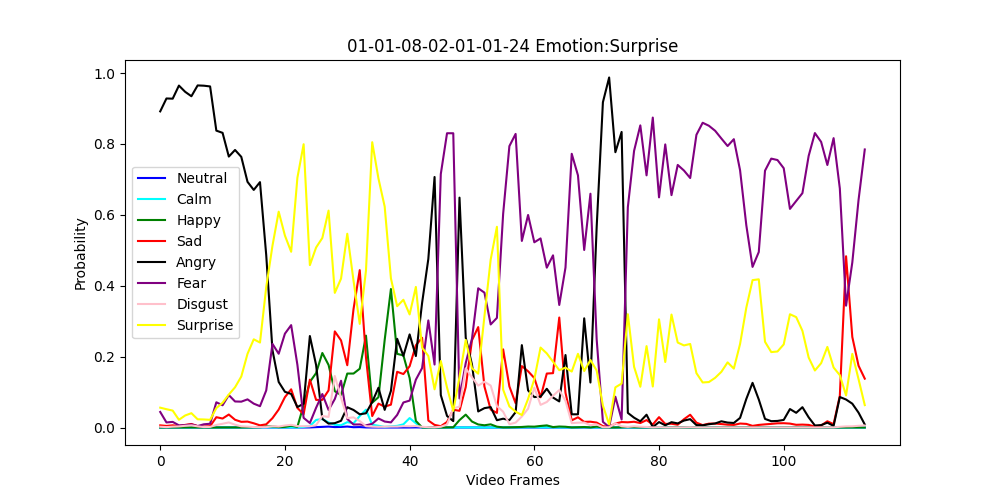 01-01-08-02-01-01-24 Emotion:Surprise
1.0
0.8
0.6
0.4
0.2
0.0
Probability
Neutral
Calm
Happy
Sad
Angry
Fear
Disgust
Surprise
0 20 40 60 80 100
Video Frames